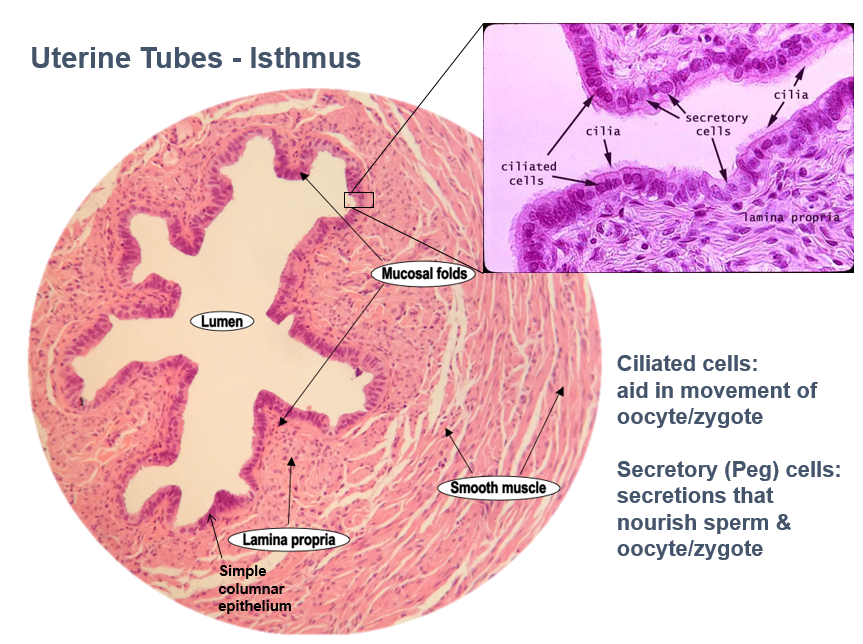 Uterine Tubes - Isthmus
cilia
secretory
cells
cilia
ciliated
cells
lamina propria
Mucosal folds
Lumen
Ciliated cells:
aid in movement of
oocyte/zygote
Secretory (Peg) cells:
secretions that
nourish sperm &
oocyte/zygote
Smooth muscle
Lamina propria
Simple
columnar
epithelium